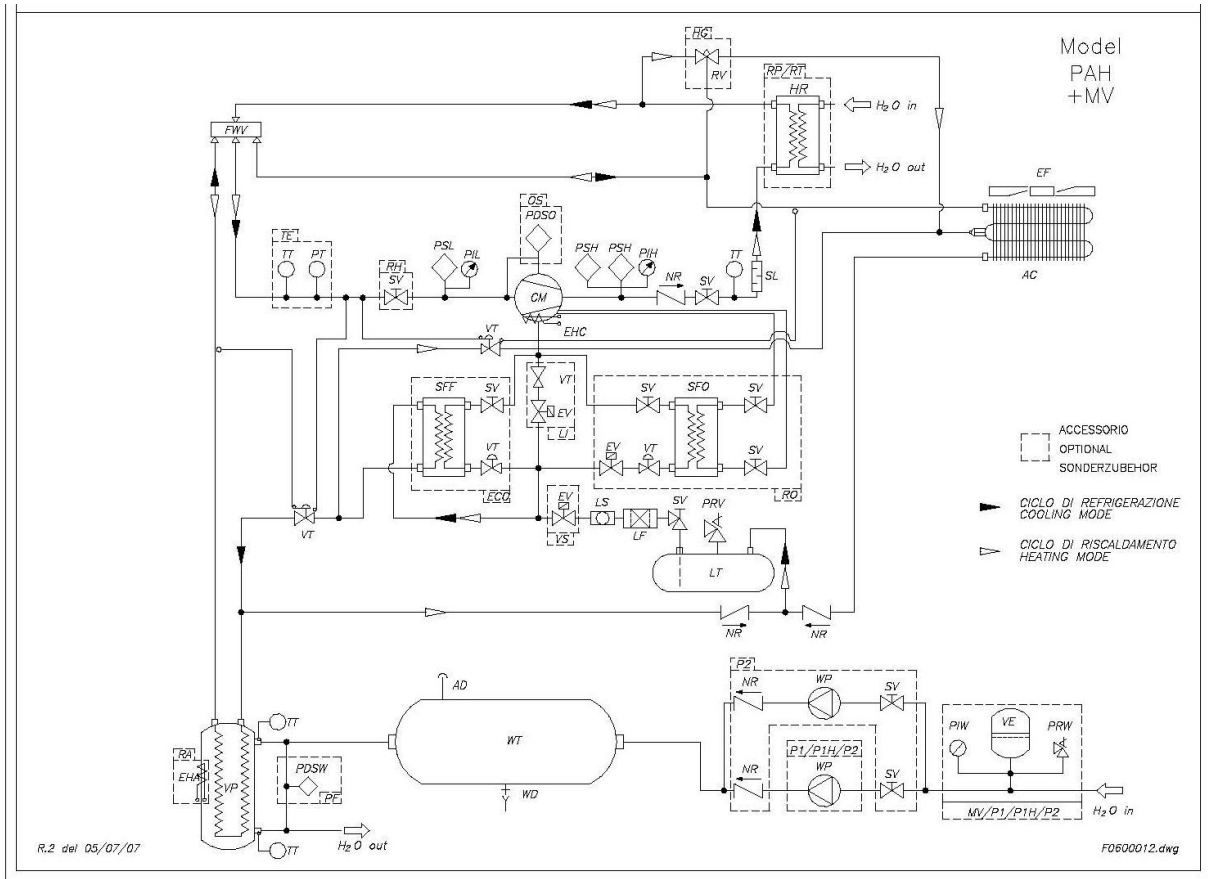 Model
PAH
+MV
HG
RV
RP/RT
HR
H₂O in
H₂O out
FWV
EF
AC
OS
PDSO
TE
TT PT
RH
SV
PSL PIL
CM
PSH PSH PIH
NR SV
TT
SL
EHC
VT
SFF SV
VT
EV
LI
SV SFO SV
VT
ECO
EV VT SV
RO
ACCESSORIO
OPTIONAL
SONDERZUBEHOR
CICLO DI REFRIGERAZIONE
COOLING MODE
CICLO DI RISCALDAMENTO
HEATING MODE
VT
EV
VS
LS
LF
SV PRV
LT
NR NR
AD
WT
WD
P2
NR WP SV
P1/P1H/P2
NR WP SV
PIW VE PRW
MV/P1/P1H/P2
H₂O in
TT
RA
EHA
VP
PDSW
PF
TT
H₂O out
R.2 del 05/07/07
F0600012.dwg